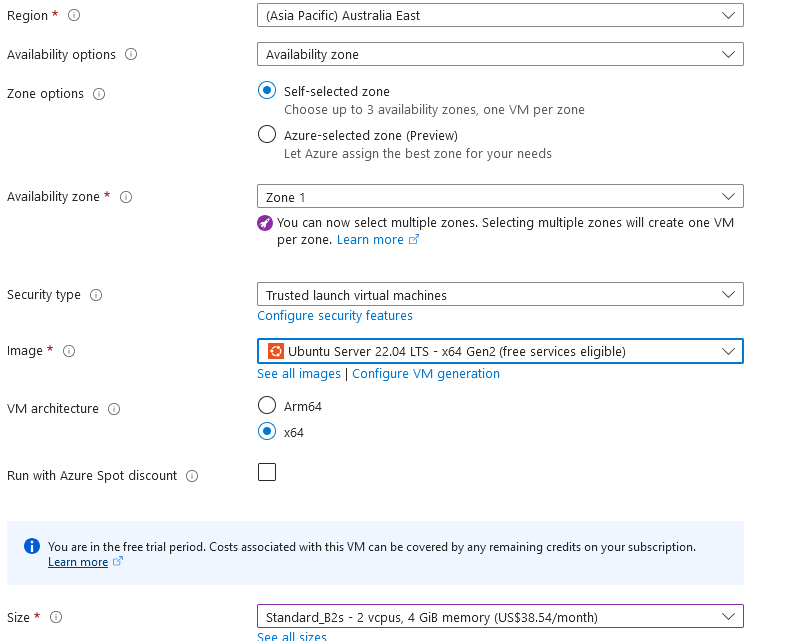 Region *
(Asia Pacific) Australia East
Availability options
Availability zone
Zone options
Self-selected zone
Choose up to 3 availability zones, one VM per zone
Azure-selected zone (Preview)
Let Azure assign the best zone for your needs
Availability zone *
Zone 1
You can now select multiple zones. Selecting multiple zones will create one VM
per zone. Learn more
Security type
Trusted launch virtual machines
Configure security features
Image *
Ubuntu Server 22.04 LTS - x64 Gen2 (free services eligible)
See all images | Configure VM generation
VM architecture
Arm64
x64
Run with Azure Spot discount
You are in the free trial period. Costs associated with this VM can be covered by any remaining credits on your subscription.
Learn more
Size *
Standard_B2s - 2 vcpus, 4 GiB memory (US$38.54/month)
See all sizes